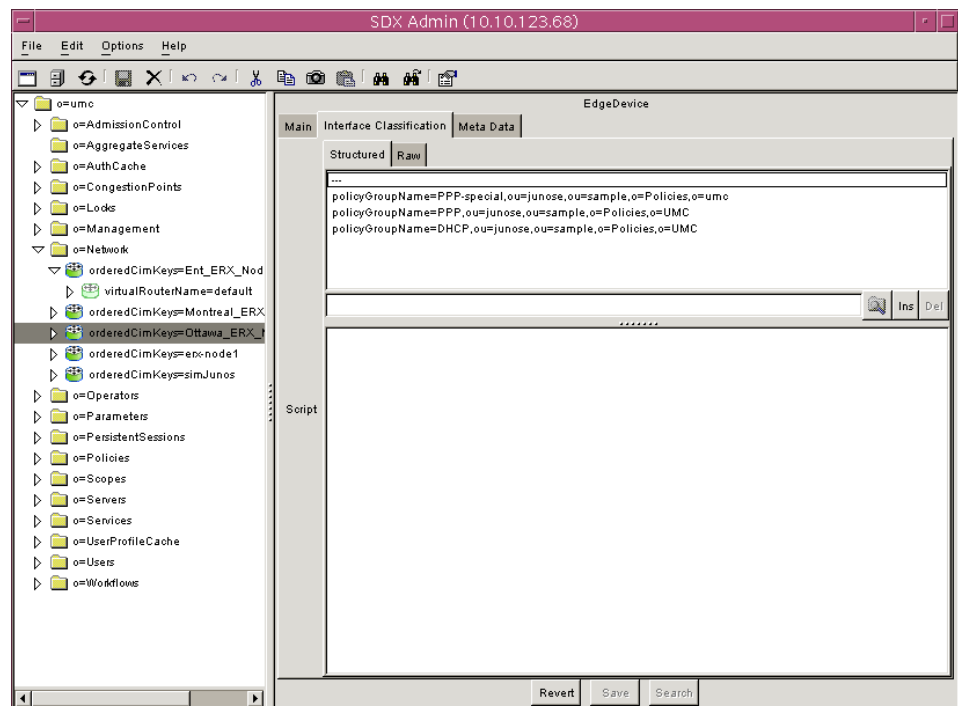 SDX Admin (10.10.123.68)
File Edit Options Help
o=umc
o=AdmissionControl
o=AggregateServices
o=AuthCache
o=CongestionPoints
o=Locks
o=Management
o=Network
orderedCimKeys=Ent_ERX_Nod
virtualRouterName=default
orderedCimKeys=Montreal_ERX
orderedCimKeys=Ottawa_ERX_
orderedCimKeys=erx-node1
orderedCimKeys=simJunos
o=Operators
o=Parameters
o=PersistentSessions
o=Policies
o=Scopes
o=Servers
o=Services
o=UserProfileCache
o=Users
o=Workflows
EdgeDevice
Main Interface Classification Meta Data
Structured Raw
---
policyGroupName=PPP-special,ou=junose,ou=sample,o=Policies,o=umc
policyGroupName=PPP,ou=junose,ou=sample,o=Policies,o=UMC
policyGroupName=DHCP,ou=junose,ou=sample,o=Policies,o=UMC
Ins Del
Script
Revert Save Search